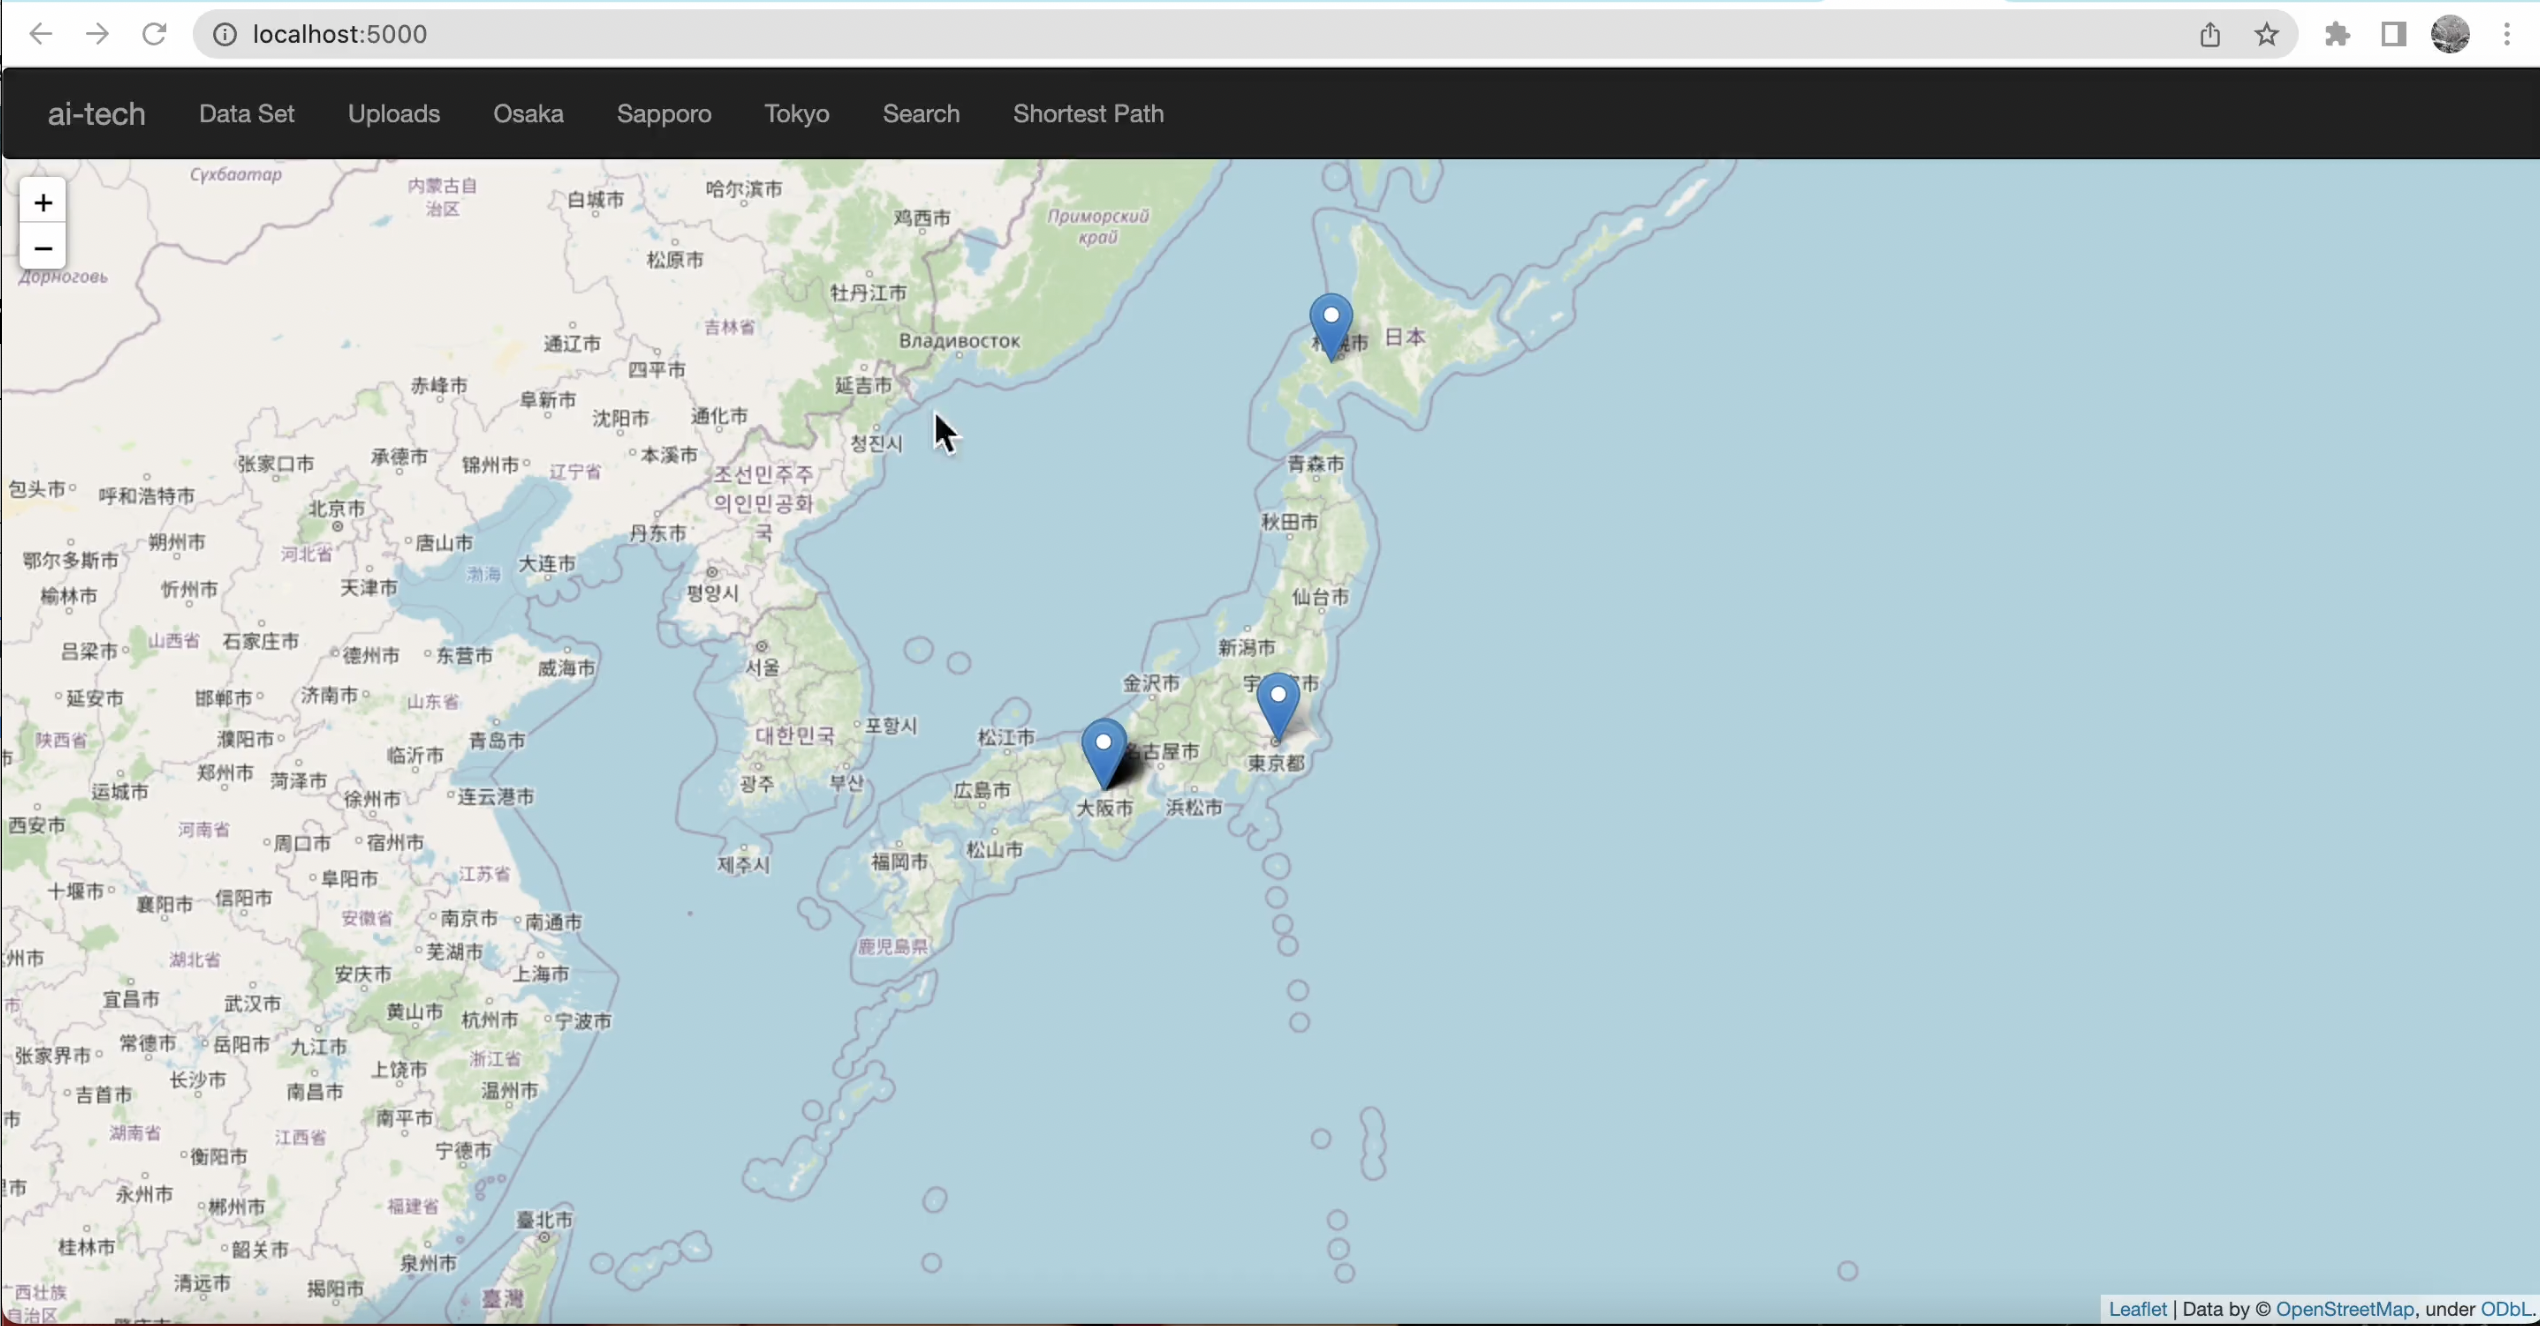 localhost:5000
ai-tech Data Set Uploads Osaka Sapporo Tokyo Search Shortest Path
+
−
Сүхбаатар
内蒙古自
治区
白城市
哈尔滨市
鸡西市
Приморский
край
松原市
Дорноговь
牡丹江市
吉林省
通辽市
Владивосток
日本
四平市
赤峰市
延吉市
阜新市
沈阳市
通化市
청진시
张家口市
承德市
锦州市
辽宁省
本溪市
青森市
조선민주주
의인민공화
국
包头市
呼和浩特市
北京市
秋田市
丹东市
朔州市
唐山市
河北省
鄂尔多斯市
大连市
渤海
天津市
忻州市
평양시
榆林市
仙台市
吕梁市
山西省
石家庄市
德州市
东营市
威海市
서울
新潟市
金沢市
延安市
邯郸市
济南市
山东省
포항시
陕西省
濮阳市
临沂市
青岛市
대한민국
松江市
名古屋市
東京都
郑州市
菏泽市
광주
부산
広島市
运城市
徐州市
连云港市
大阪市
浜松市
西安市
河南省
周口市
宿州市
제주시
福岡市
松山市
阜阳市
江苏省
十堰市
襄阳市
信阳市
安徽省
南京市
南通市
鹿児島県
芜湖市
州市
湖北省
安庆市
上海市
宜昌市
武汉市
黄山市
杭州市
宁波市
市
张家界市
常德市
岳阳市
九江市
浙江省
上饶市
长沙市
吉首市
南昌市
温州市
市
湖南省
江西省
南平市
宁德市
衡阳市
市
永州市
郴州市
福建省
臺北市
桂林市
韶关市
泉州市
清远市
揭阳市
西壮族
自治区
臺灣
Leaflet | Data by © OpenStreetMap, under ODbL.